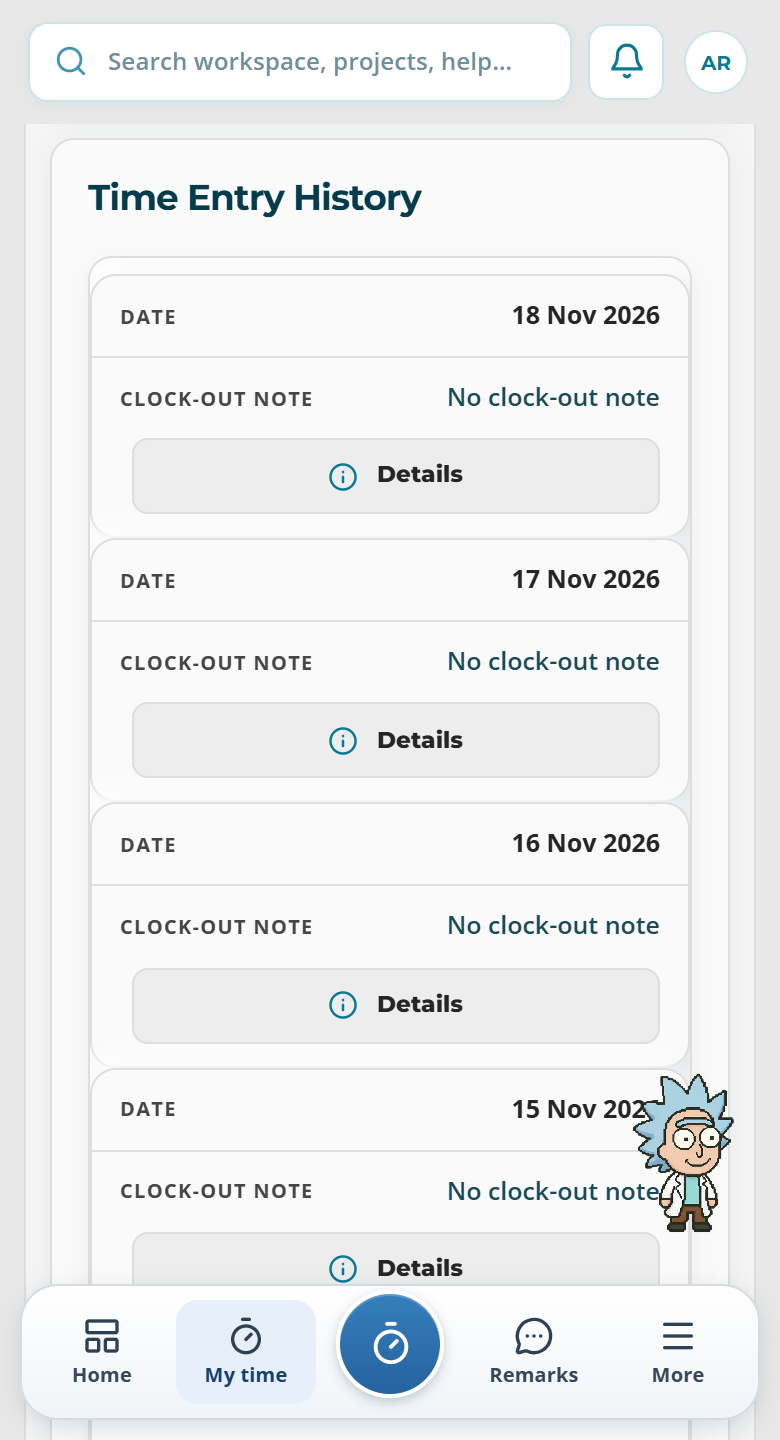 Search workspace, projects, help...
AR
Time Entry History
DATE 18 Nov 2026
CLOCK-OUT NOTE No clock-out note
Details
DATE 17 Nov 2026
CLOCK-OUT NOTE No clock-out note
Details
DATE 16 Nov 2026
CLOCK-OUT NOTE No clock-out note
Details
DATE 15 Nov
CLOCK-OUT NOTE No clock-out note
Details
Home
My time
Remarks
More